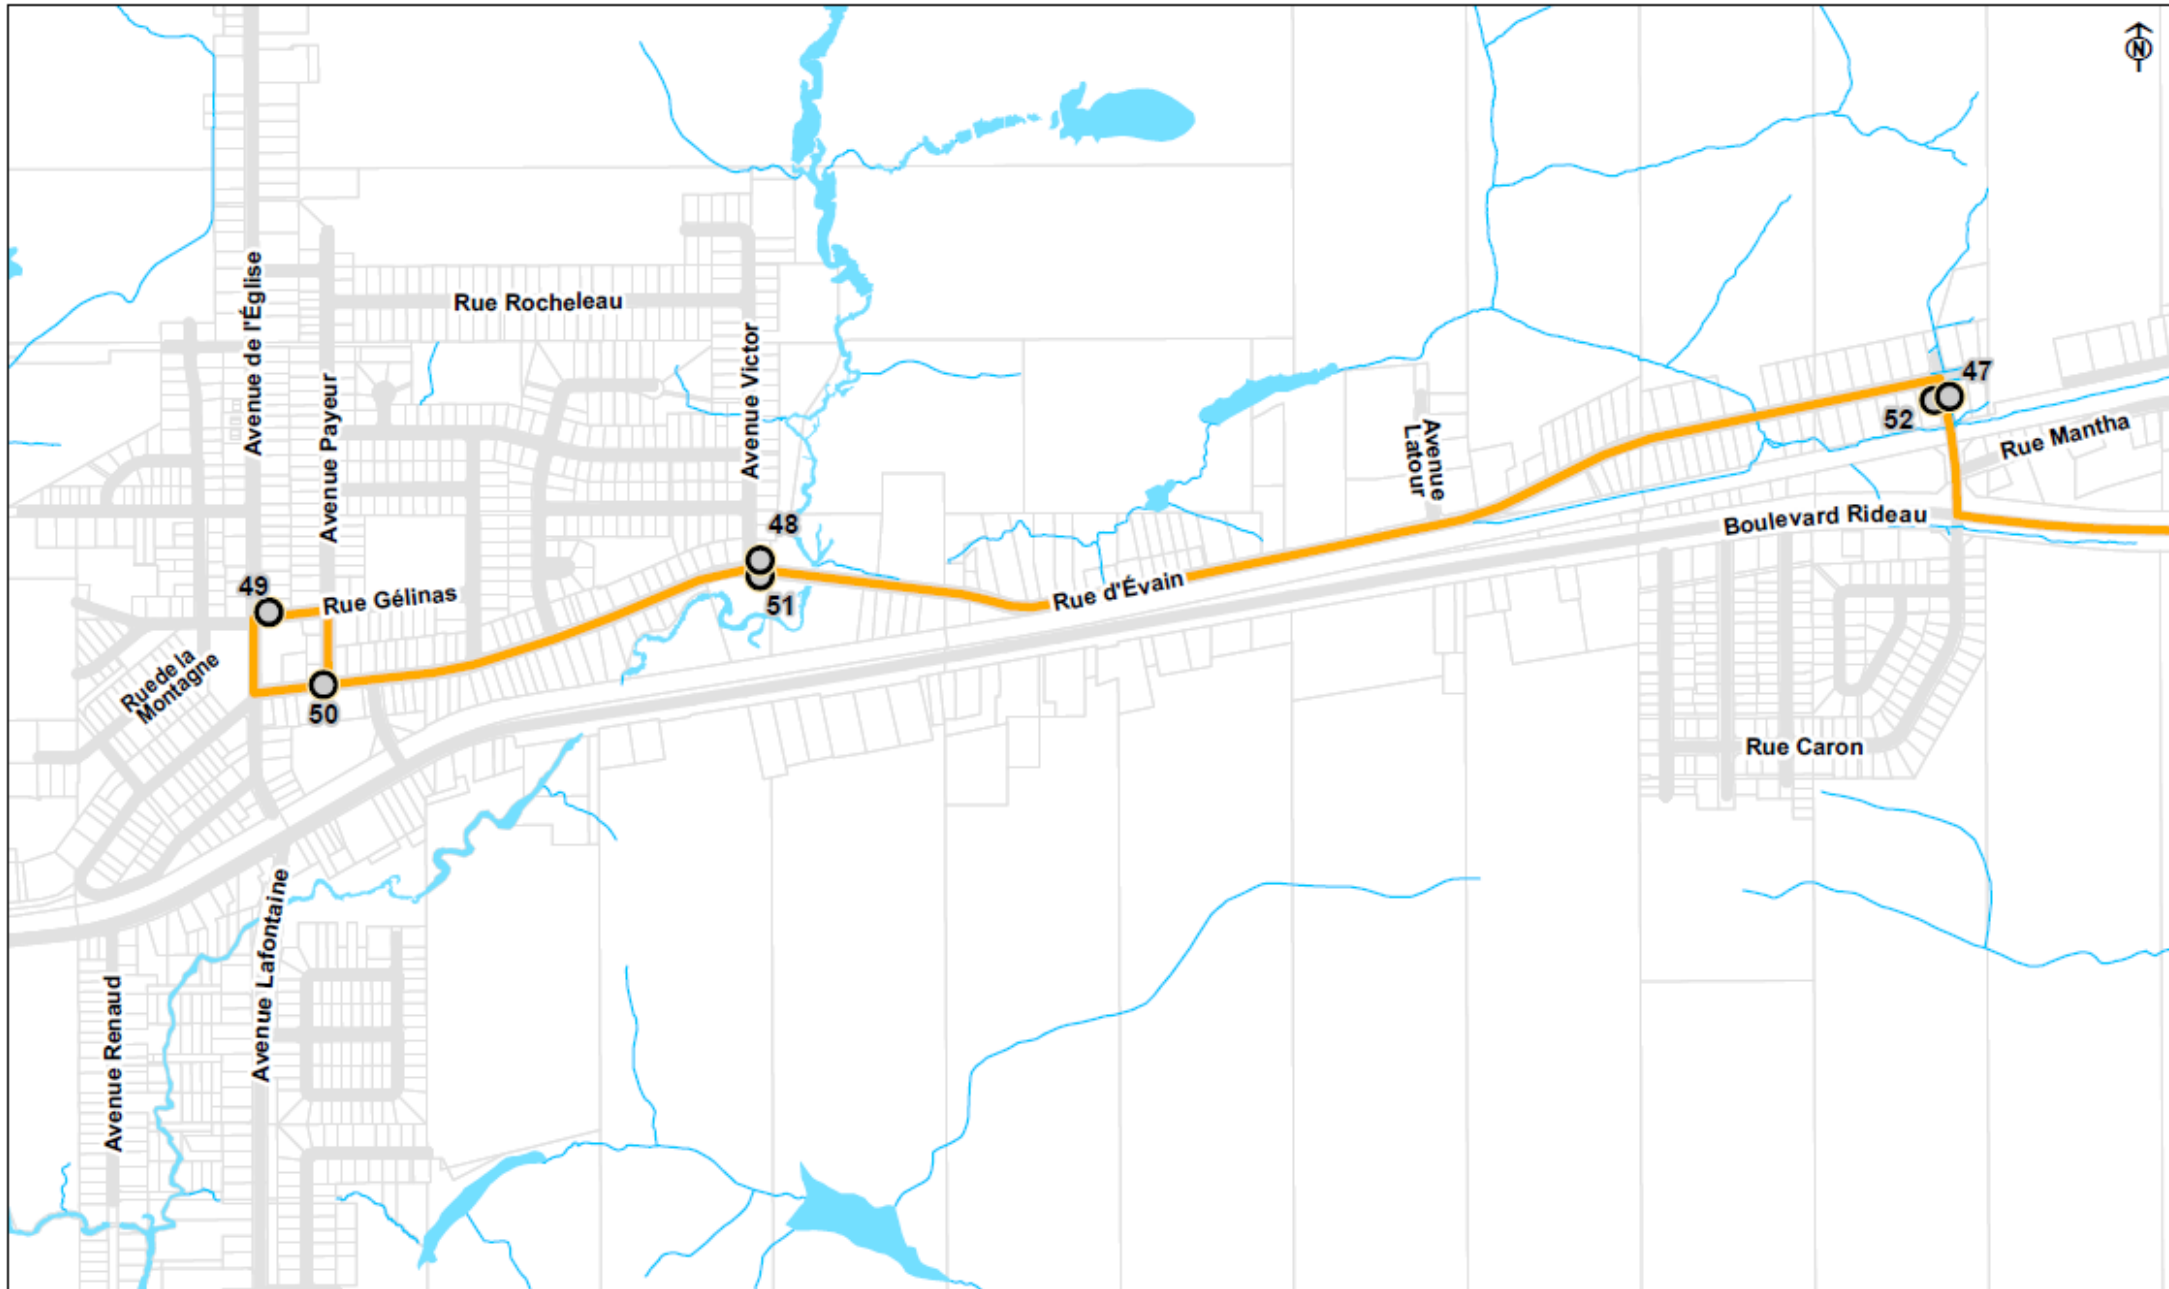 N
Avenue de l'Église
Rue Rocheleau
Avenue Victor
Avenue Payeur
47
52
Avenue
Latour
Rue Mantha
Boulevard Rideau
48
49
Rue Gélinas
51
Rue d'Évain
Rue de la
Montagne
50
Rue Caron
Avenue Lafontaine
Avenue Renaud